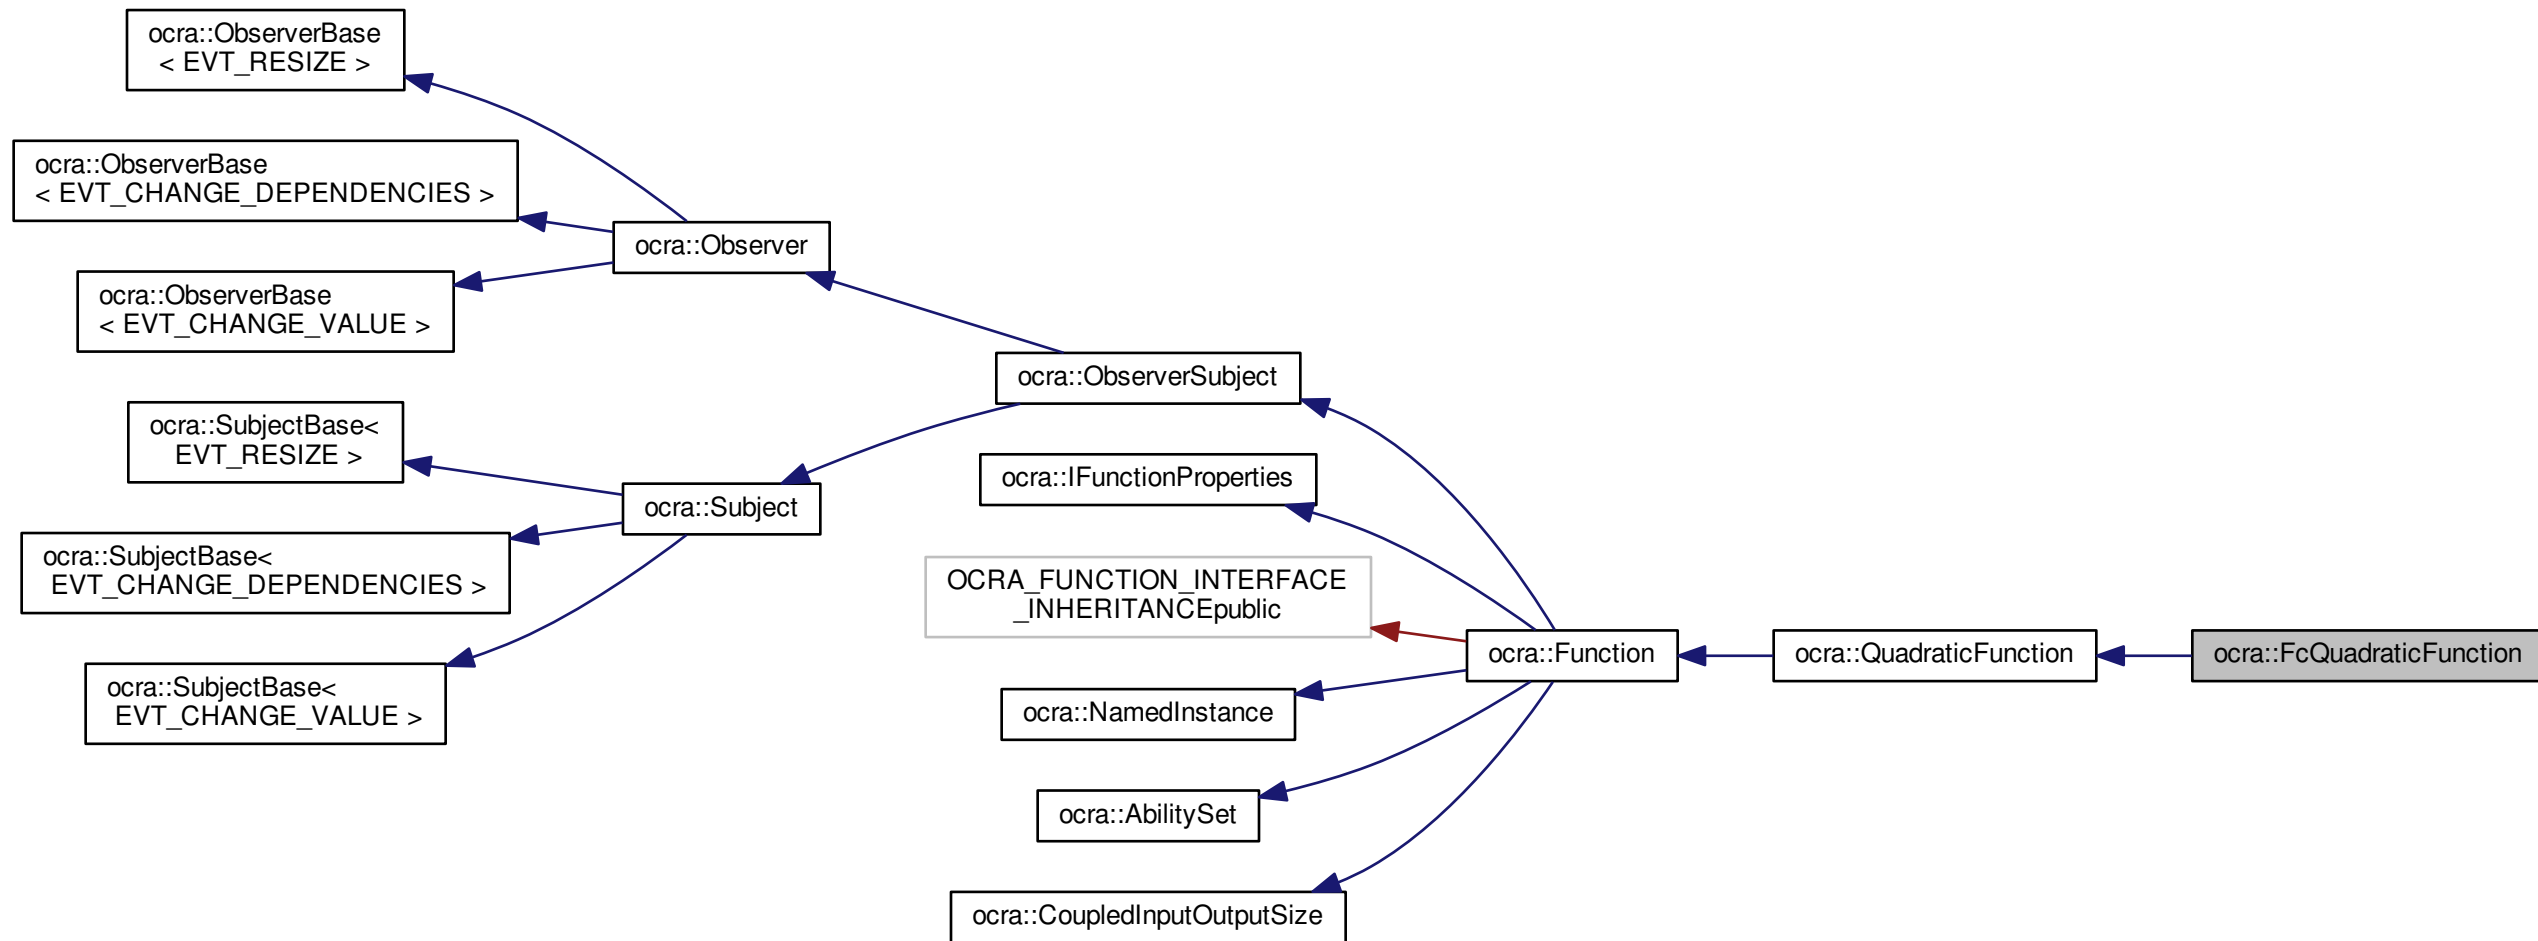 ocra::ObserverBase
< EVT_RESIZE >
ocra::ObserverBase
< EVT_CHANGE_DEPENDENCIES >
ocra::Observer
ocra::ObserverBase
< EVT_CHANGE_VALUE >
ocra::ObserverSubject
ocra::SubjectBase<
EVT_RESIZE >
ocra::IFunctionProperties
ocra::Subject
ocra::SubjectBase<
EVT_CHANGE_DEPENDENCIES >
OCRA_FUNCTION_INTERFACE
_INHERITANCEpublic
ocra::Function
ocra::QuadraticFunction
ocra::FcQuadraticFunction
ocra::SubjectBase<
EVT_CHANGE_VALUE >
ocra::NamedInstance
ocra::AbilitySet
ocra::CoupledInputOutputSize